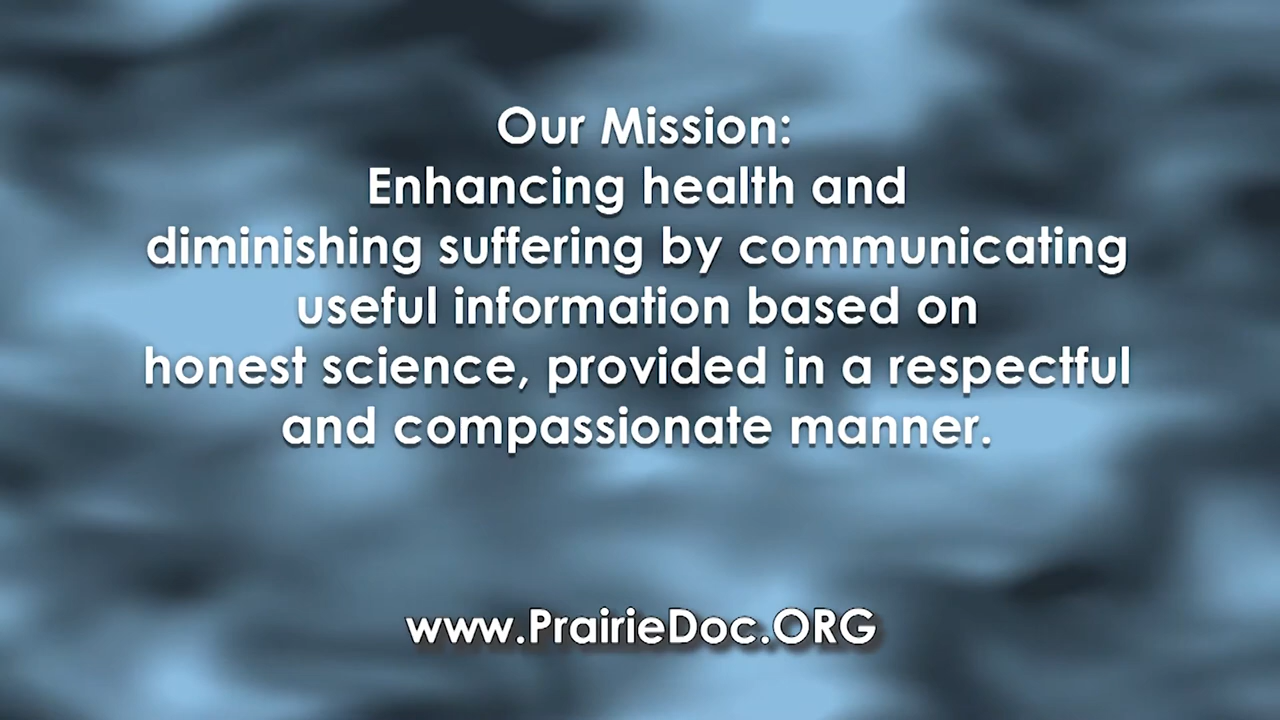 Our Mission:
Enhancing health and
diminishing suffering by communicating
useful information based on
honest science, provided in a respectful
and compassionate manner.
www.PrairieDoc.ORG